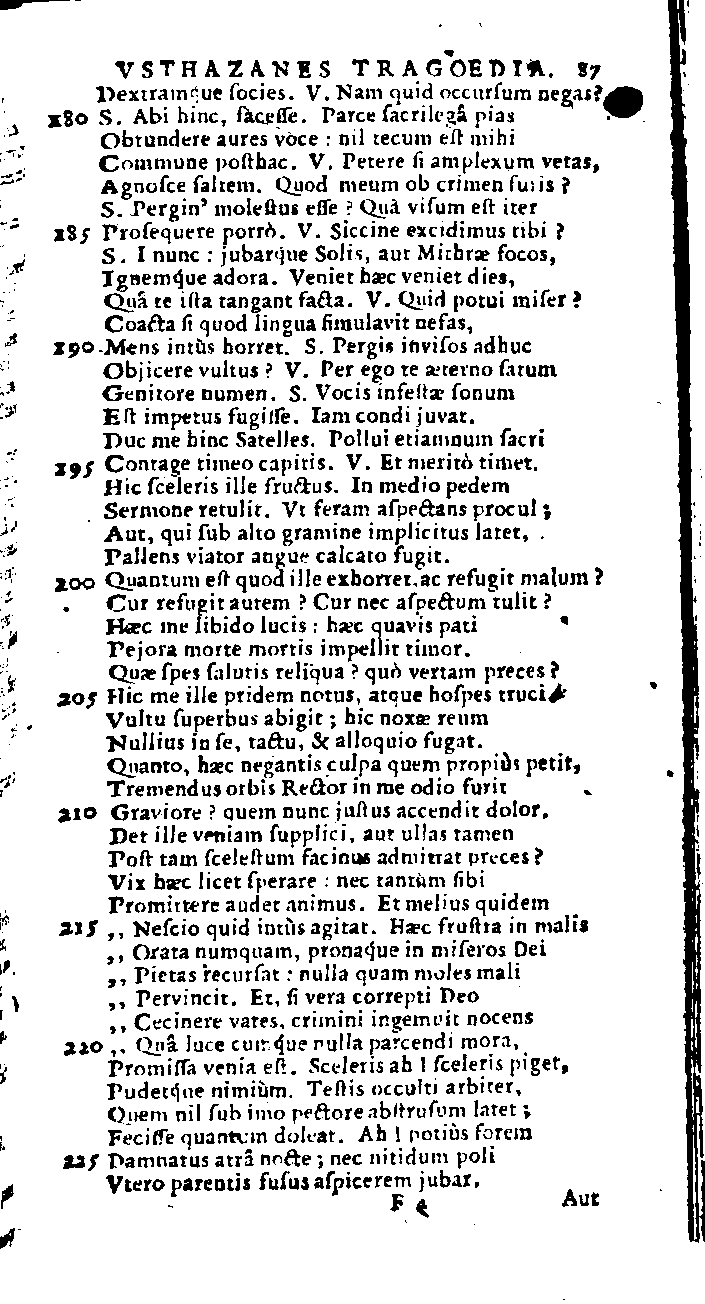 VSTHAZANES TRAGOEDIA. 87
Dextramque ſocies. V. Nam quid occurſum negas?
180 S. Abi hinc, faceſſe. Parce ſacrilegâ pias
Obtundere aures voce : nil tecum eſt mihi
Commune poſthac. V. Petere ſi amplexum vetas,
Agnoſce ſaltem. Quod meum ob crimen fugis ?
S. Pergin' moleſtus eſſe ? Quà viſum eſt iter
185 Proſequere porrò. V. Siccine excidimus tibi ?
S. I nunc : jubarque Solis, aut Mithræ focos,
Ignemque adora. Veniet hæc veniet dies,
Quâ te iſta tangant facta. V. Quid potui miſer ?
Coacta ſi quod lingua ſimulavit nefas,
190 Mens intùs horret. S. Pergis inviſos adhuc
Objicere vultus ? V. Per ego te æterno ſatum
Genitore numen. S. Vocis infeſtæ ſonum
Eſt impetus fugiſſe. Iam condi juvat.
Duc me hinc Satelles. Pollui etiamnum ſacri
195 Contage timeo capitis. V. Et meritò timet.
Hic ſceleris ille fructus. In medio pedem
Sermone retulit. Vt feram aſpectans procul ;
Aut, qui ſub alto gramine implicitus latet,
Pallens viator angue calcato fugit.
200 Quantum eſt quod ille exhorret, ac refugit malum ?
Cur refugit autem ? Cur nec aſpectum tulit ?
Hæc me libido lucis : hæc quavis pati
Pejora morte mortis impellit timor.
Quæ ſpes ſalutis reliqua ? quò vertam preces ?
205 Hic me ille pridem notus, atque hoſpes truci
Vultu ſuperbus abigit ; hic noxæ reum
Nullius in ſe, tactu, & alloquio fugat.
Quanto, hæc negantis culpa quem propiùs petit,
Tremendus orbis Rector in me odio furit
210 Graviore ? quem nunc juſtus accendit dolor.
Det ille veniam ſupplici, aut ullas tamen
Poſt tam ſceleſtum facinus admittat preces ?
Vix hæc licet ſperare : nec tantùm ſibi
Promittere audet animus. Et melius quidem
215 ,, Neſcio quid intùs agitat. Hæc fruſtra in malis
,, Orata numquam, pronaque in miſeros Dei
,, Pietas recurſat : nulla quam moles mali
,, Pervincit. Et, ſi vera correpti Deo
,, Cecinere vates, crimini ingemuit nocens
220 ,, Quâ luce cumque nulla parcendi mora,
Promiſſa venia eſt. Sceleris ah ! ſceleris piget,
Pudetque nimiùm. Teſtis occulti arbiter,
Quem nil ſub imo pectore abſtruſum latet ;
Feciſſe quantum doleat. Ah ! potiùs forem
225 Damnatus atrâ nocte ; nec nitidum poli
Vtero parentis fuſus aſpicerem jubar,
F 4 Aut